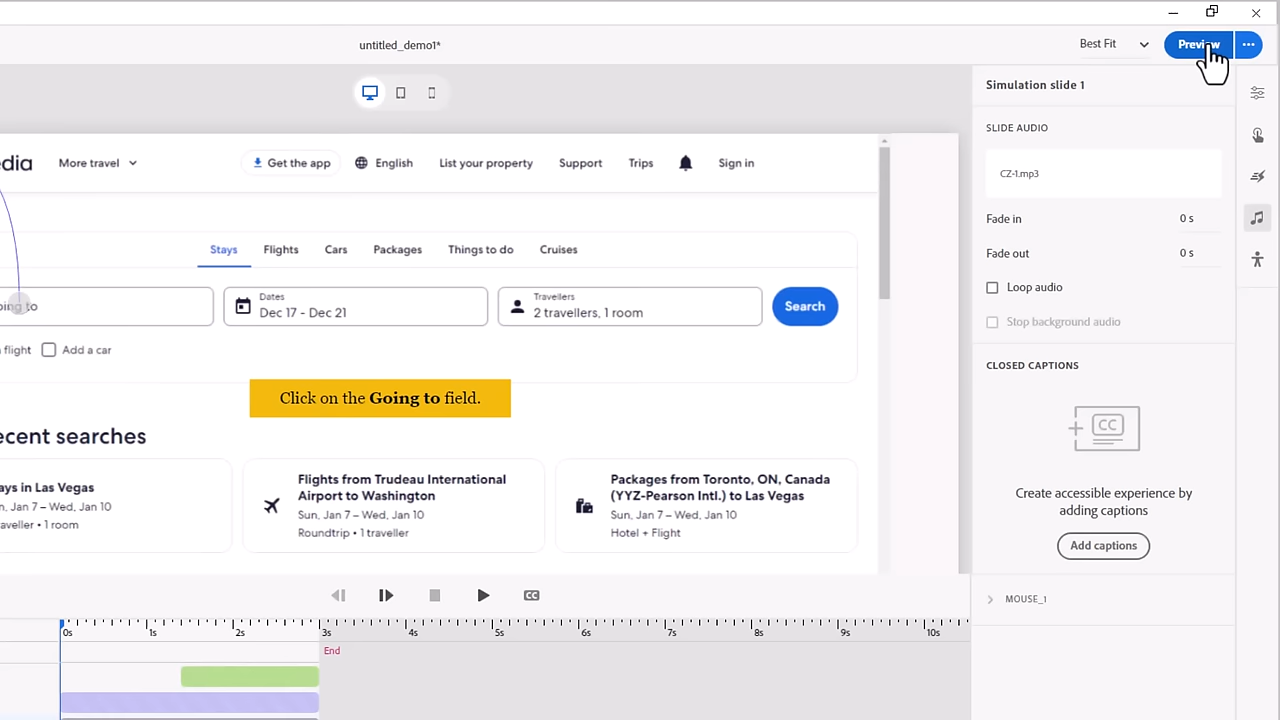 untitled_demo1*
Best Fit
Preview
Simulation slide 1
SLIDE AUDIO
CZ-1.mp3
Fade in
0 s
Fade out
0 s
Loop audio
Stop background audio
CLOSED CAPTIONS
CC
Create accessible experience by
adding captions
Add captions
MOUSE_1
More travel
Get the app
English
List your property
Support
Trips
Sign in
Stays
Flights
Cars
Packages
Things to do
Cruises
to
Dates
Dec 17 - Dec 21
Travellers
2 travellers, 1 room
Search
flight
Add a car
Click on the Going to field.
searches
in Las Vegas
Jan 7 – Wed, Jan 10
• 1 room
Flights from Trudeau International
Airport to Washington
Sun, Jan 7 – Wed, Jan 10
Roundtrip • 1 traveller
Packages from Toronto, ON, Canada
(YYZ-Pearson Intl.) to Las Vegas
Sun, Jan 7 – Wed, Jan 10
Hotel + Flight
CC
0s
1s
2s
3s
4s
5s
6s
7s
8s
9s
10s
End